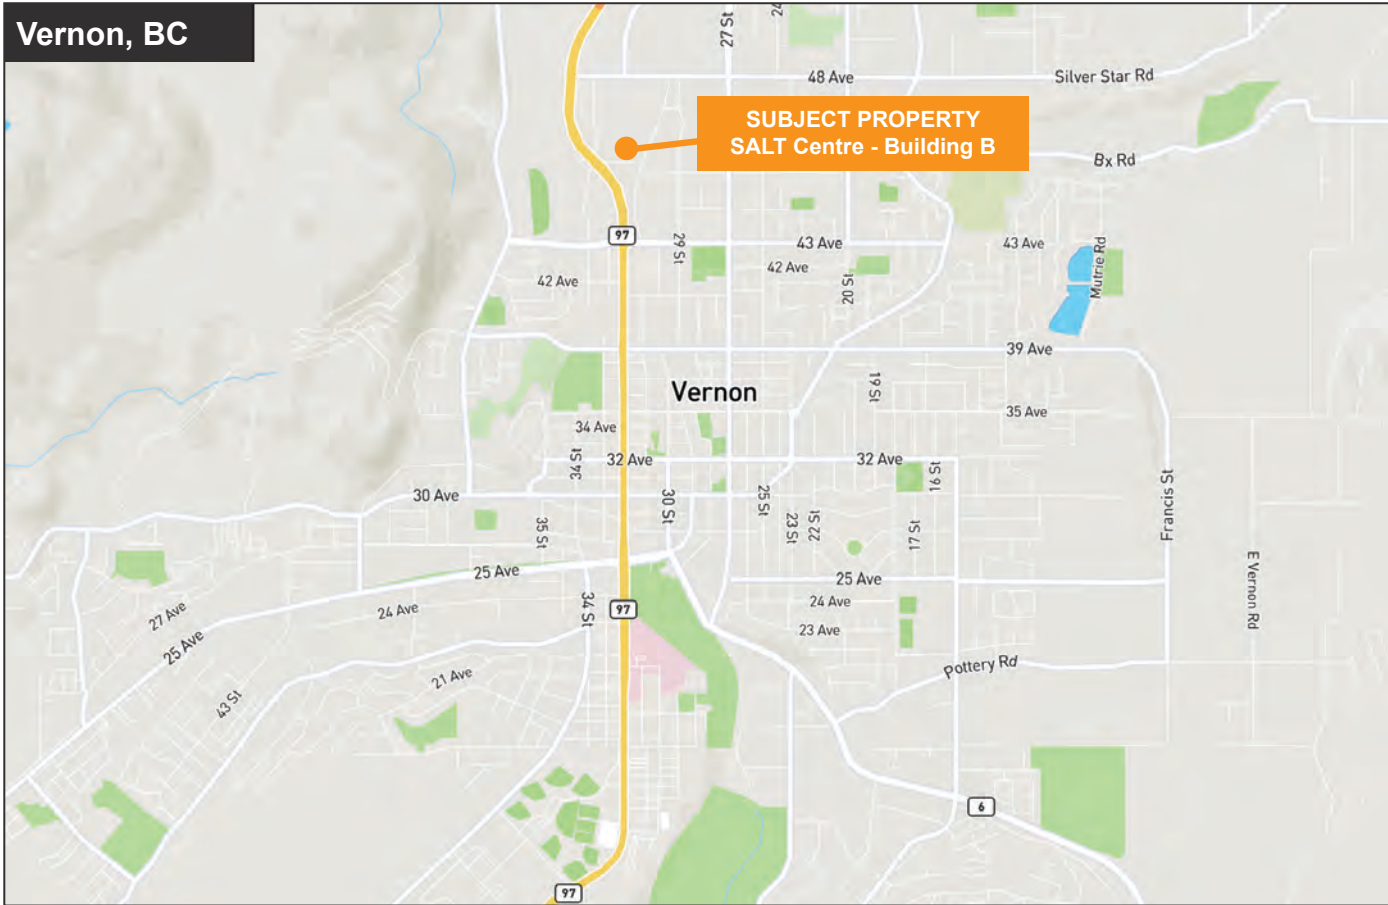 Vernon, BC
27 St
24
48 Ave
Silver Star Rd
SUBJECT PROPERTY
SALT Centre - Building B
Bx Rd
97
29 St
43 Ave
43 Ave
42 Ave
42 Ave
20 St
Mutrie Rd
39 Ave
Vernon
19 St
35 Ave
34 Ave
32 Ave
32 Ave
34 St
16 St
30 Ave
30 St
25 St
23 St
22 St
17 St
Francis St
35 St
25 Ave
25 Ave
E Vernon Rd
27 Ave
24 Ave
34 St
97
24 Ave
23 Ave
25 Ave
Pottery Rd
21 Ave
43 St
6
97